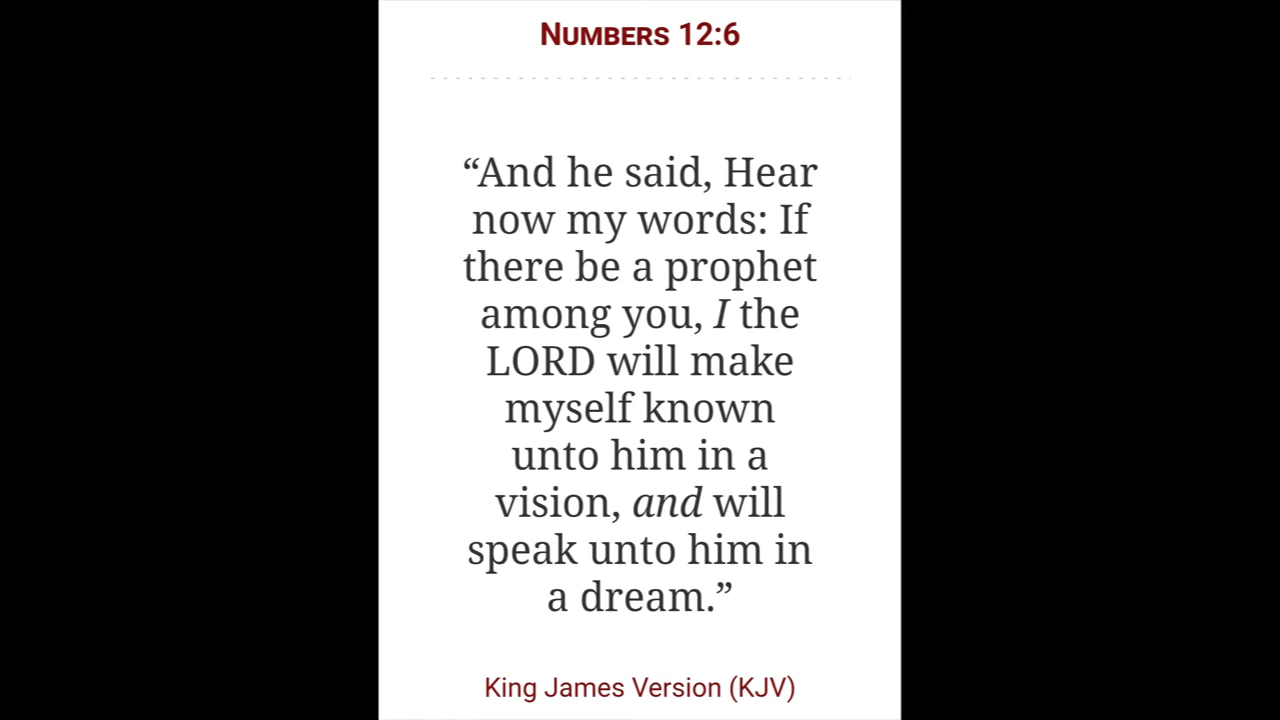 NUMBERS 12:6
“And he said, Hear
now my words: If
there be a prophet
among you, I the
LORD will make
myself known
unto him in a
vision, and will
speak unto him in
a dream.”
King James Version (KJV)